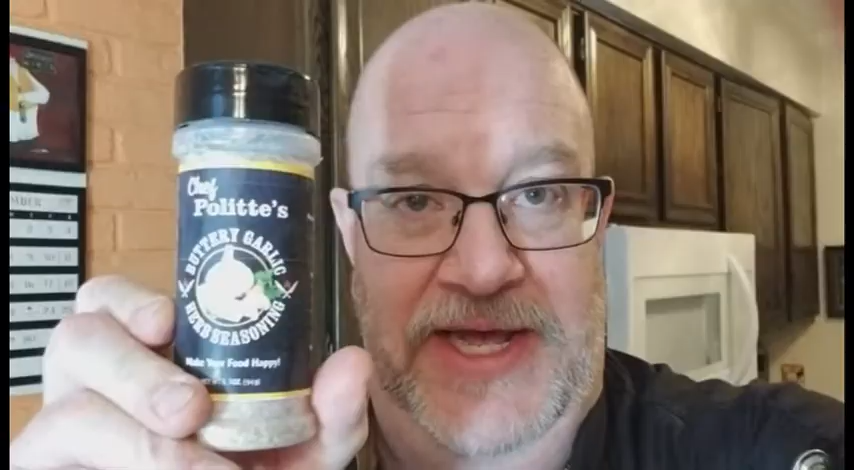 Chef
Politte's
BUTTERY GARLIC
HERB SEASONING
Make Your Food Happy!